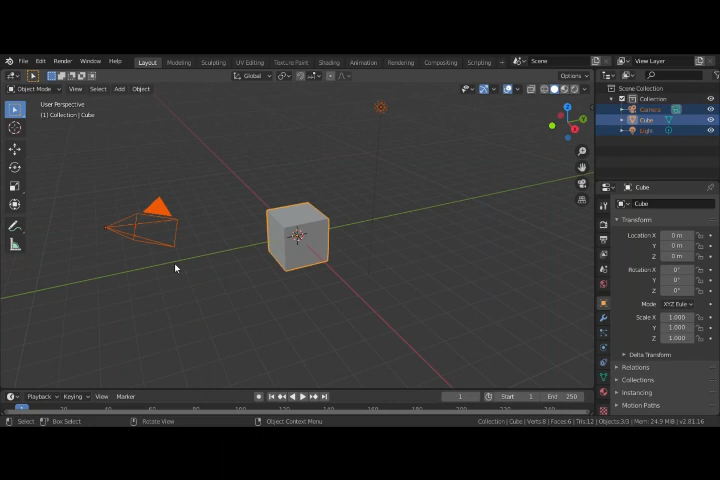 File Edit Render Window Help Layout Modeling Sculpting UV Editing Texture Paint Shading Animation Rendering Compositing Scripting Scene View Layer
Global Options
Object Mode View Select Add Object
User Perspective
(1) Collection | Cube
Scene Collection
Collection
Camera
Cube
Light
Cube
Cube
Transform
Location X 0 m
Y 0 m
Z 0 m
Rotation X 0°
Y 0°
Z 0°
Mode XYZ Eule
Scale X 1.000
Y 1.000
Z 1.000
Delta Transform
Relations
Collections
Instancing
Motion Paths
Playback Keying View Marker 1 Start 1 End 250
Select Box Select Rotate View Object Context Menu Collection | Cube | Verts:8 | Faces:6 | Tris:12 | Objects:3/3 | Mem: 24.9 MiB | v2.81.16